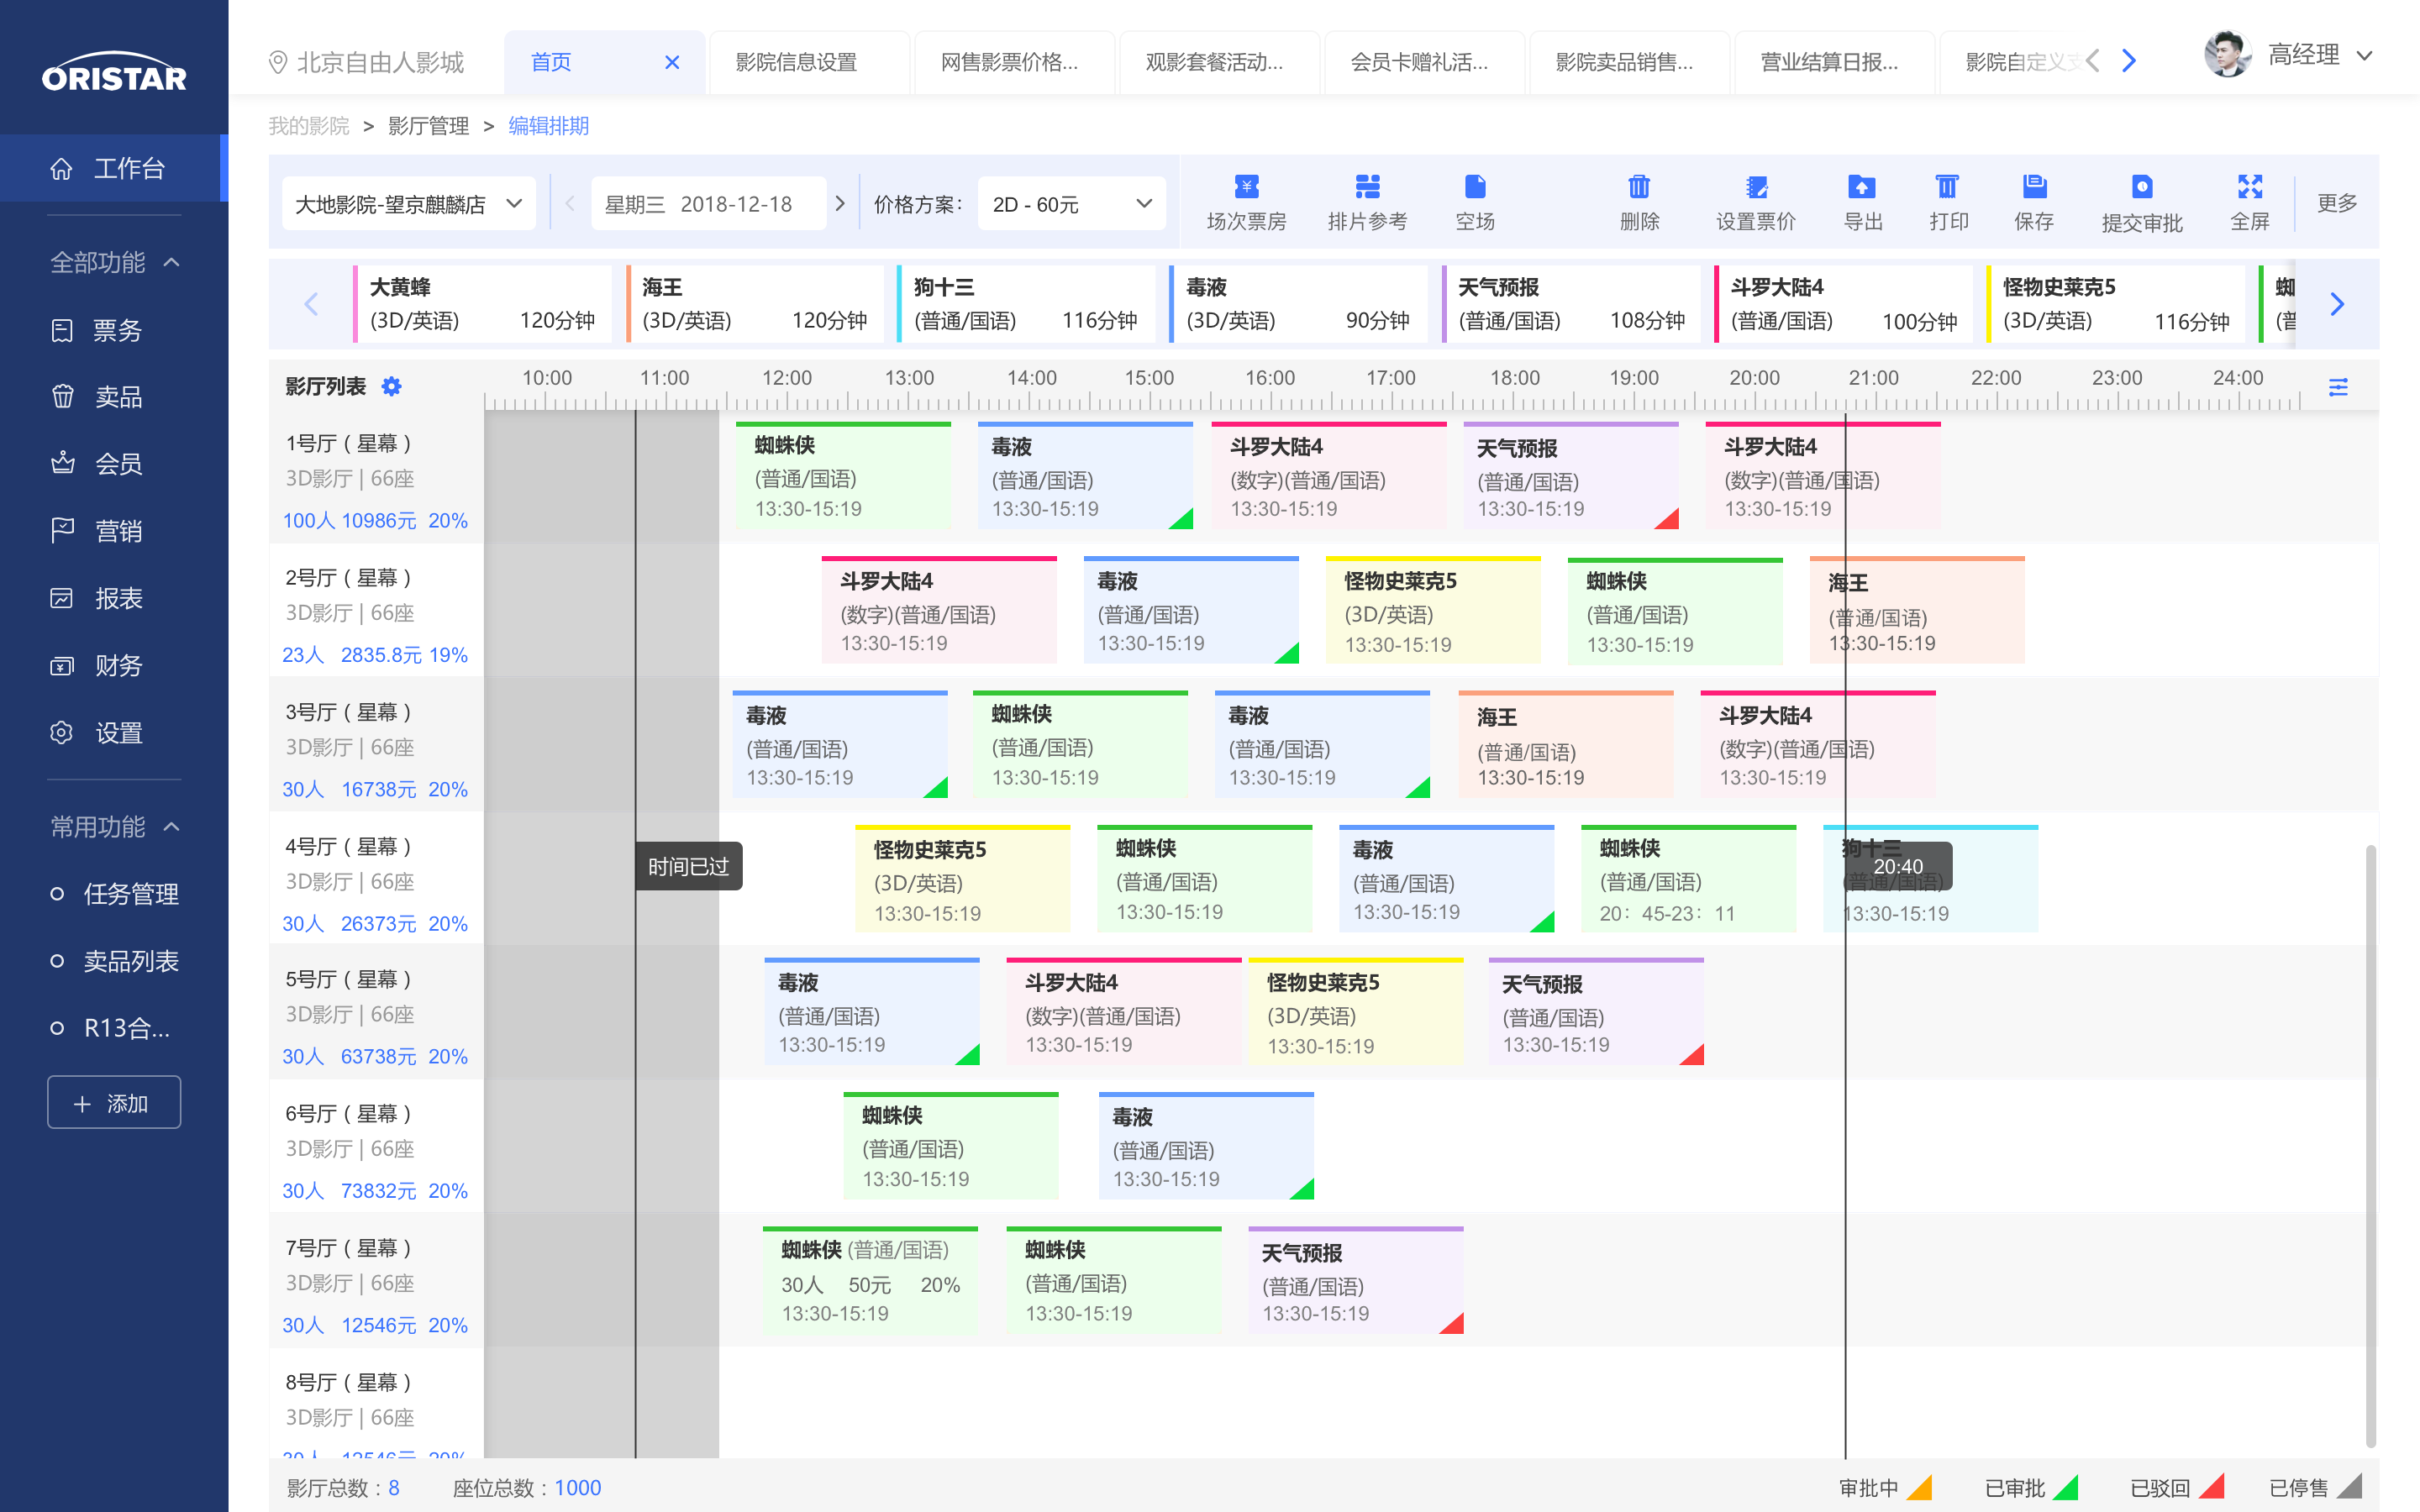 ORISTAR
北京自由人影城
首页
影院信息设置
网售影票价格...
观影套餐活动...
会员卡赠礼活...
影院卖品销售...
营业结算日报...
影院自定义支
高经理
我的影院 > 影厅管理 > 编辑排期
工作台
全部功能
票务
卖品
会员
营销
报表
财务
设置
常用功能
任务管理
卖品列表
R13合...
添加
大地影院-望京麒麟店
星期三 2018-12-18
价格方案：
2D - 60元
场次票房
排片参考
空场
删除
设置票价
导出
打印
保存
提交审批
全屏
更多
大黄蜂
(3D/英语) 120分钟
海王
(3D/英语) 120分钟
狗十三
(普通/国语) 116分钟
毒液
(3D/英语) 90分钟
天气预报
(普通/国语) 108分钟
斗罗大陆4
(普通/国语) 100分钟
怪物史莱克5
(3D/英语) 116分钟
蜘
(普
影厅列表
10:00 11:00 12:00 13:00 14:00 15:00 16:00 17:00 18:00 19:00 20:00 21:00 22:00 23:00 24:00
1号厅（星幕）
3D影厅 | 66座
100人 10986元 20%
蜘蛛侠
(普通/国语)
13:30-15:19
毒液
(普通/国语)
13:30-15:19
斗罗大陆4
(数字)(普通/国语)
13:30-15:19
天气预报
(普通/国语)
13:30-15:19
斗罗大陆4
(数字)(普通/国语)
13:30-15:19
2号厅（星幕）
3D影厅 | 66座
23人 2835.8元 19%
斗罗大陆4
(数字)(普通/国语)
13:30-15:19
毒液
(普通/国语)
13:30-15:19
怪物史莱克5
(3D/英语)
13:30-15:19
蜘蛛侠
(普通/国语)
13:30-15:19
海王
(普通/国语)
13:30-15:19
3号厅（星幕）
3D影厅 | 66座
30人 16738元 20%
毒液
(普通/国语)
13:30-15:19
蜘蛛侠
(普通/国语)
13:30-15:19
毒液
(普通/国语)
13:30-15:19
海王
(普通/国语)
13:30-15:19
斗罗大陆4
(数字)(普通/国语)
13:30-15:19
4号厅（星幕）
3D影厅 | 66座
30人 26373元 20%
时间已过
怪物史莱克5
(3D/英语)
13:30-15:19
蜘蛛侠
(普通/国语)
13:30-15:19
毒液
(普通/国语)
13:30-15:19
蜘蛛侠
(普通/国语)
20：45-23：11
狗十三
(普通/国语)
13:30-15:19
20:40
5号厅（星幕）
3D影厅 | 66座
30人 63738元 20%
毒液
(普通/国语)
13:30-15:19
斗罗大陆4
(数字)(普通/国语)
13:30-15:19
怪物史莱克5
(3D/英语)
13:30-15:19
天气预报
(普通/国语)
13:30-15:19
6号厅（星幕）
3D影厅 | 66座
30人 73832元 20%
蜘蛛侠
(普通/国语)
13:30-15:19
毒液
(普通/国语)
13:30-15:19
7号厅（星幕）
3D影厅 | 66座
30人 12546元 20%
蜘蛛侠 (普通/国语)
30人 50元 20%
13:30-15:19
蜘蛛侠
(普通/国语)
13:30-15:19
天气预报
(普通/国语)
13:30-15:19
8号厅（星幕）
3D影厅 | 66座
30人 12546元 20%
影厅总数：8
座位总数：1000
审批中
已审批
已驳回
已停售